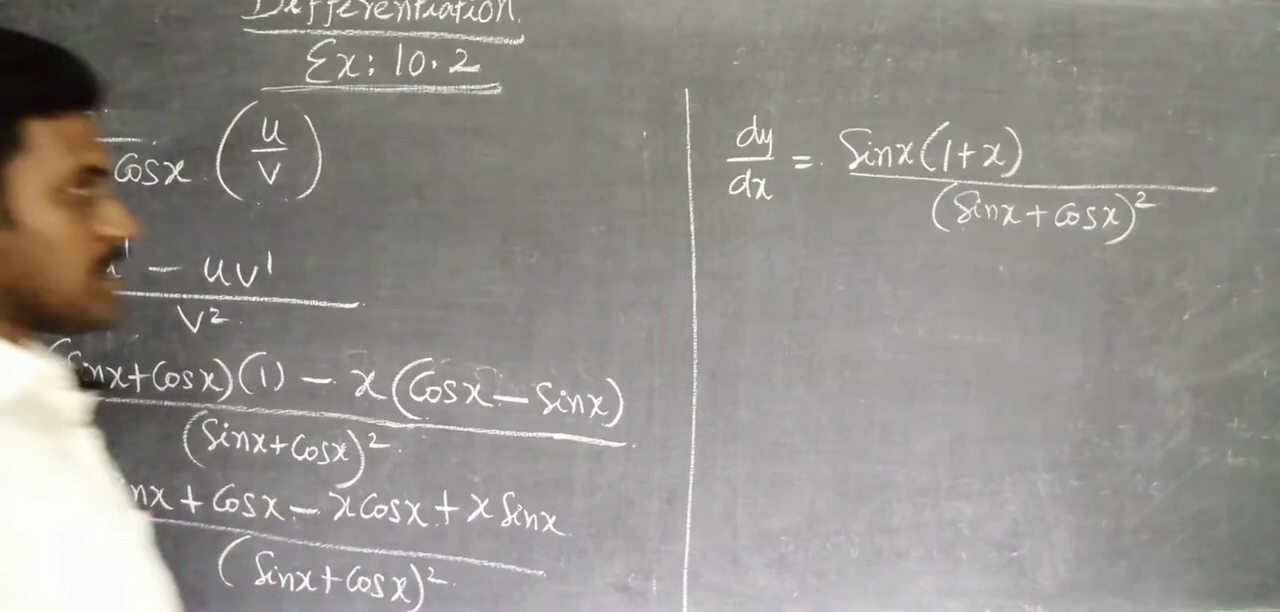 Differentiation.
Ex: 10.2
Cosx (u/v)
- uv'
v²
Sinx+Cosx)(1) - x(Cosx - Sinx)
(Sinx+Cosx)²
+ Cosx - xCosx + x Sinx
(Sinx+Cosx)²
dy/dx = Sinx(1+x)
(Sinx+Cosx)²